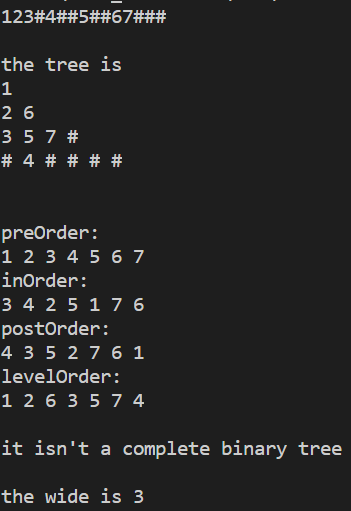 123#4##5##67###
the tree is
1
2 6
3 5 7 #
# 4 # # # #
preOrder:
1 2 3 4 5 6 7
inOrder:
3 4 2 5 1 7 6
postOrder:
4 3 5 2 7 6 1
levelOrder:
1 2 6 3 5 7 4
it isn't a complete binary tree
the wide is 3